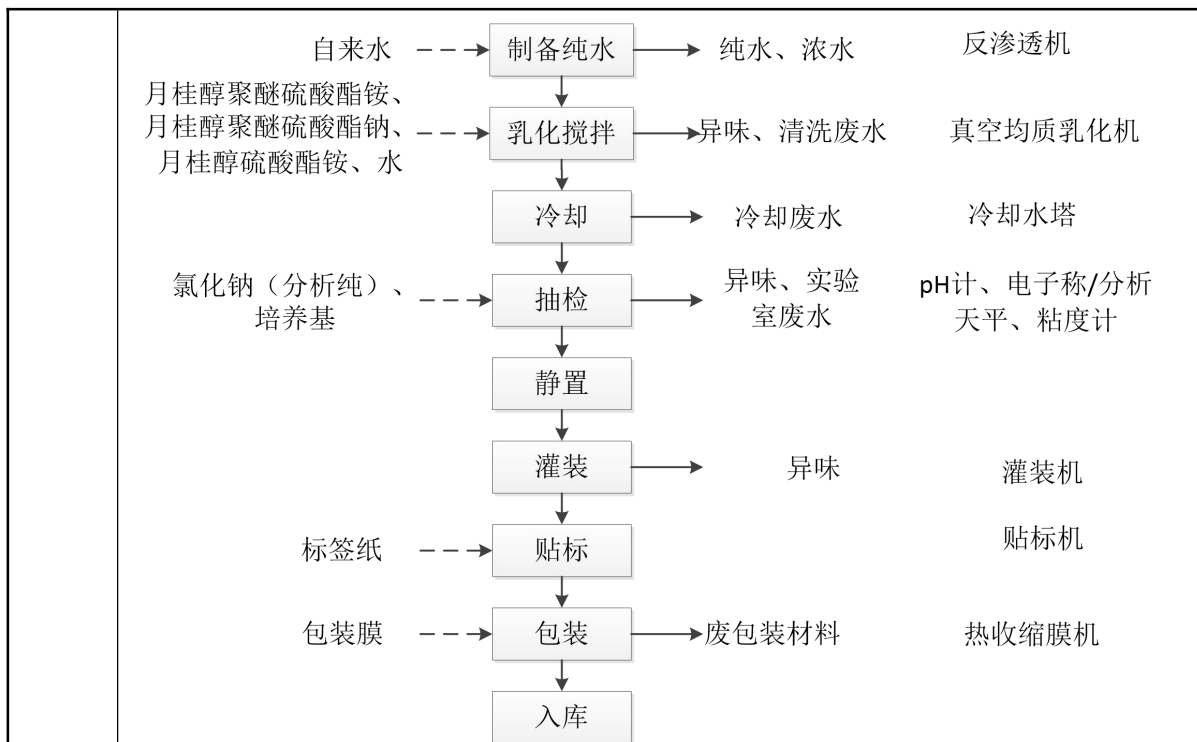 自来水 制备纯水 纯水、浓水 反渗透机
月桂醇聚醚硫酸酯铵、
月桂醇聚醚硫酸酯钠、
月桂醇硫酸酯铵、水
乳化搅拌 异味、清洗废水 真空均质乳化机
冷却 冷却废水 冷却水塔
氯化钠（分析纯）、
培养基
抽检
异味、实验
室废水
pH计、电子称/分析
天平、粘度计
静置
灌装 异味 灌装机
标签纸 贴标 贴标机
包装膜 包装 废包装材料 热收缩膜机
入库